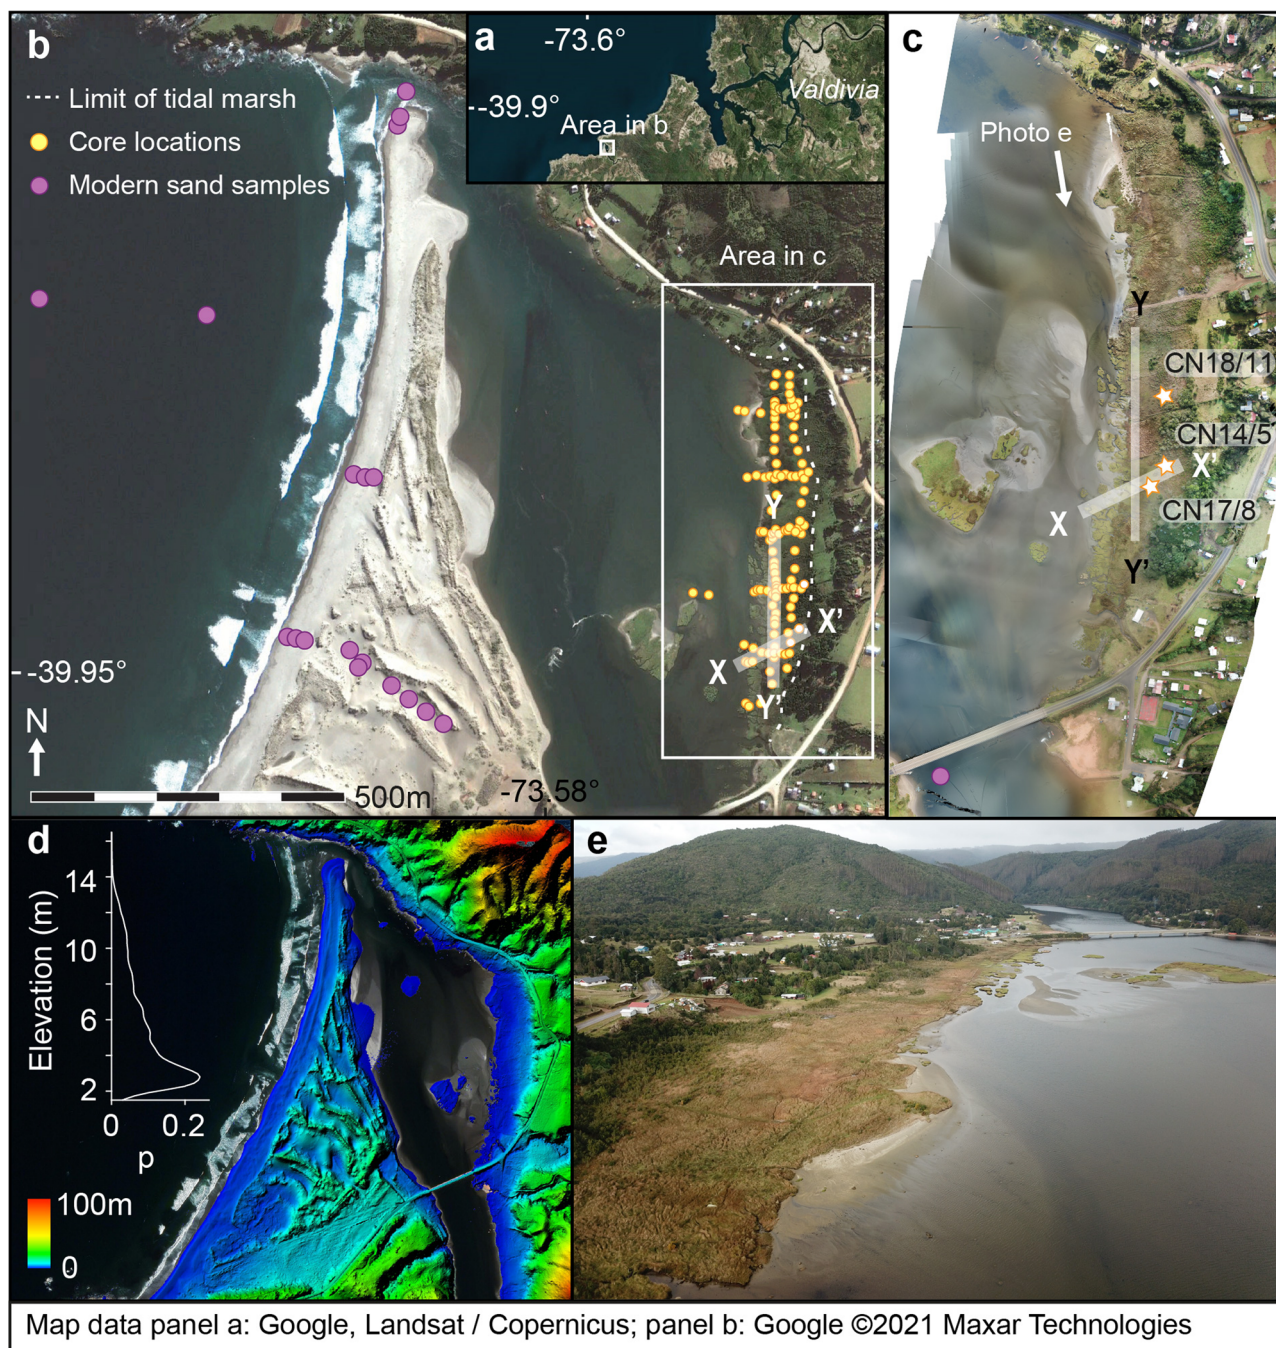 b
Limit of tidal marsh
Core locations
Modern sand samples
a
-73.6°
-39.9°
Valdivia
Area in b
Area in c
Y
X
X'
Y'
-39.95°
N
500m
-73.58°
c
Photo e
Y
CN18/11
CN14/5
X'
CN17/8
X
Y'
d
Elevation (m)
14
10
6
2
0
0.2
p
100m
0
e
Map data panel a: Google, Landsat / Copernicus; panel b: Google ©2021 Maxar Technologies